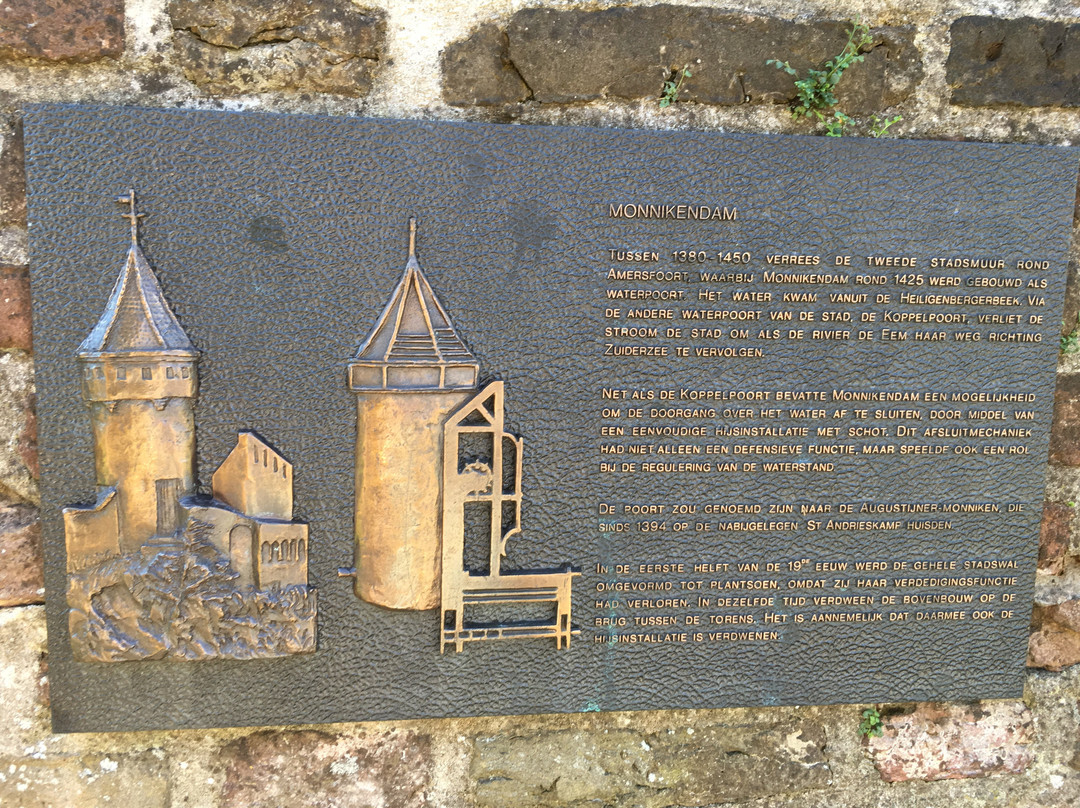 MONNIKENDAM
TUSSEN 1380-1450 VERREES DE TWEEDE STADSMUUR ROND
AMERSFOORT, WAARBIJ MONNIKENDAM ROND 1425 WERD GEBOUWD ALS
WATERPOORT. HET WATER KWAM VANUIT DE HEILIGENBERGERBEEK. VIA
DE ANDERE WATERPOORT VAN DE STAD, DE KOPPELPOORT, VERLIET DE
STROOM DE STAD OM ALS DE RIVIER DE EEM HAAR WEG RICHTING
ZUIDERZEE TE VERVOLGEN.
NET ALS DE KOPPELPOORT BEVATTE MONNIKENDAM EEN MOGELIJKHEID
OM DE DOORGANG OVER HET WATER AF TE SLUITEN, DOOR MIDDEL VAN
EEN EENVOUDIGE HIJSINSTALLATIE MET SCHOT. DIT AFSLUITMECHANIEK
HAD NIET ALLEEN EEN DEFENSIEVE FUNCTIE, MAAR SPEELDE OOK EEN ROL
BIJ DE REGULERING VAN DE WATERSTAND.
DE POORT ZOU GENOEMD ZIJN NAAR DE AUGUSTIJNER-MONNIKEN, DIE
SINDS 1394 OP DE NABIJGELEGEN ST ANDRIESKAMP HUISDEN.
IN DE EERSTE HELFT VAN DE 19DE EEUW WERD DE GEHELE STADSWAL
OMGEVORMD TOT PLANTSOEN, OMDAT ZIJ HAAR VERDEDIGINGSFUNCTIE
HAD VERLOREN. IN DEZELFDE TIJD VERDWEEN DE BOVENBOUW OP DE
BRUG TUSSEN DE TORENS. HET IS AANNEMELIJK DAT DAARMEE OOK DE
HIJSINSTALLATIE IS VERDWENEN.